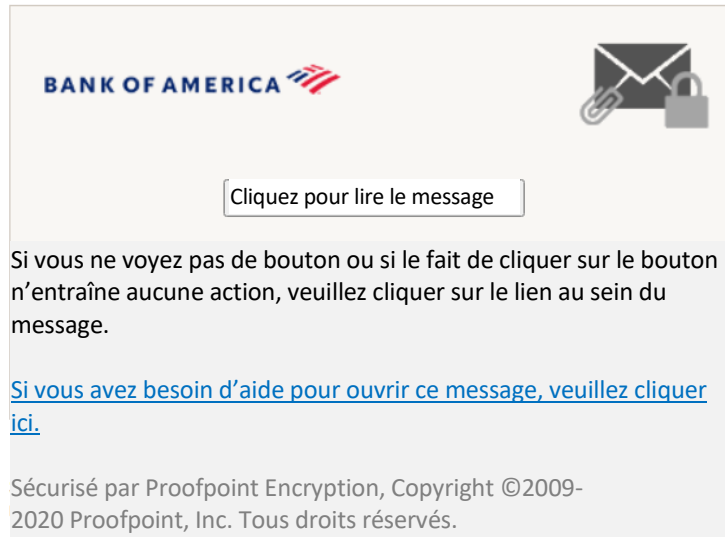 BANK OF AMERICA
Cliquez pour lire le message
Si vous ne voyez pas de bouton ou si le fait de cliquer sur le bouton
n’entraîne aucune action, veuillez cliquer sur le lien au sein du
message.
Si vous avez besoin d’aide pour ouvrir ce message, veuillez cliquer
ici.
Sécurisé par Proofpoint Encryption, Copyright ©2009-
2020 Proofpoint, Inc. Tous droits réservés.